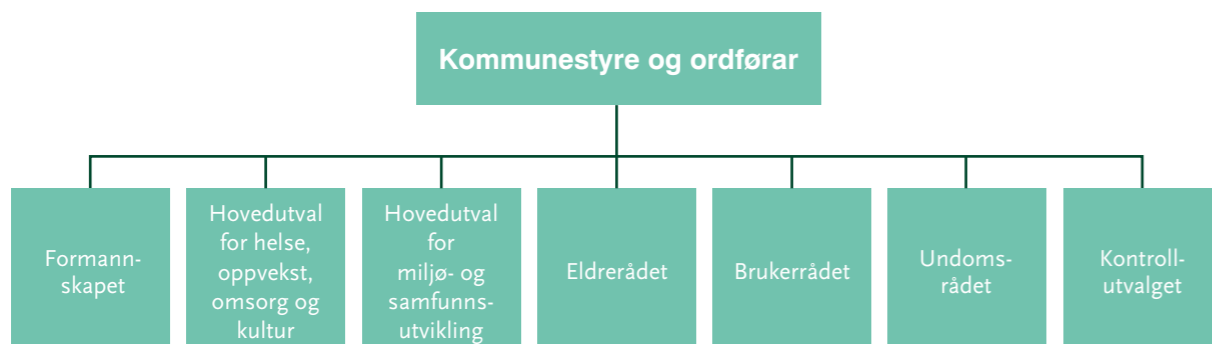 Kommunestyre og ordførar
Formann-
skapet
Hovedutval
for helse,
oppvekst,
omsorg og
kultur
Hovedutval
for
miljø- og
samfunns-
utvikling
Eldrerådet
Brukerrådet
Undoms-
rådet
Kontroll-
utvalget